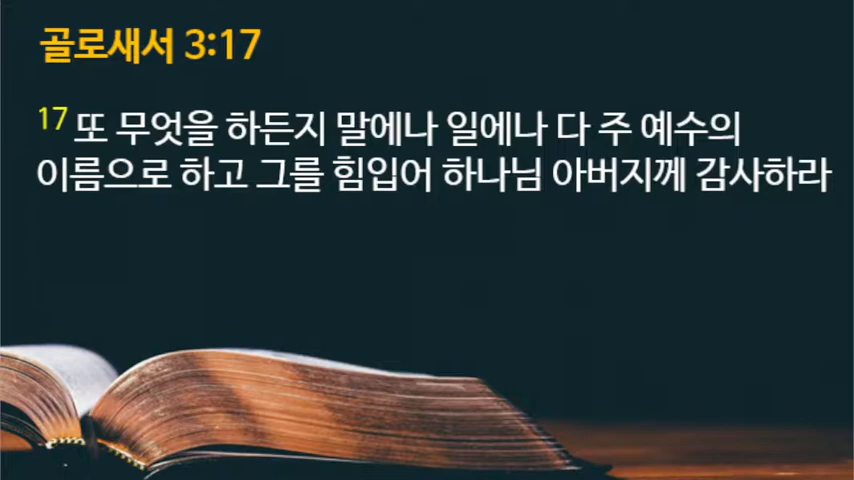 골로새서 3:17
17 또 무엇을 하든지 말에나 일에나 다 주 예수의
이름으로 하고 그를 힘입어 하나님 아버지께 감사하라